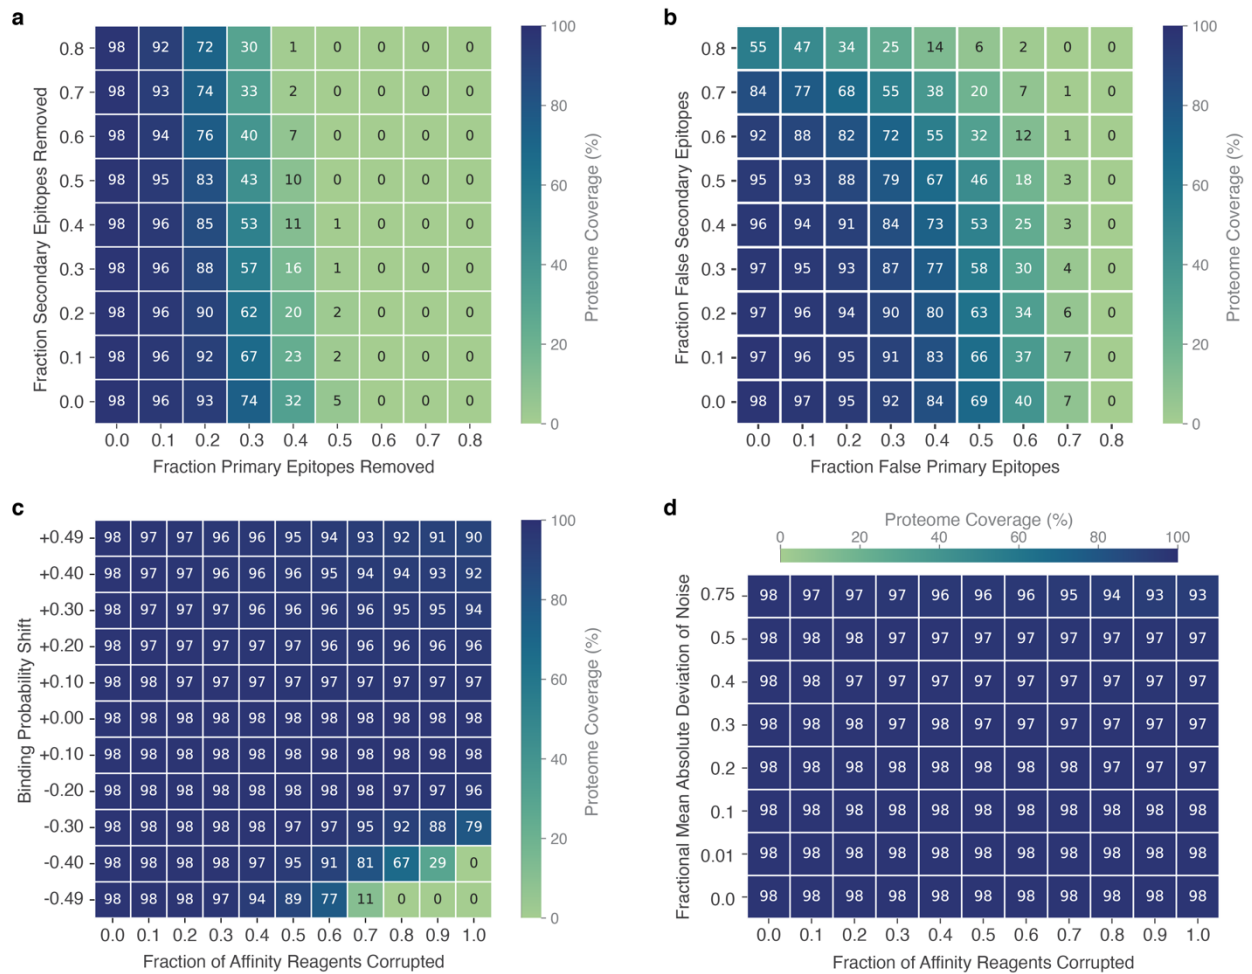 a
Fraction Secondary Epitopes Removed
0.8 98 92 72 30 1 0 0 0 0
0.7 98 93 74 33 2 0 0 0 0
0.6 98 94 76 40 7 0 0 0 0
0.5 98 95 83 43 10 0 0 0 0
0.4 98 96 85 53 11 1 0 0 0
0.3 98 96 88 57 16 1 0 0 0
0.2 98 96 90 62 20 2 0 0 0
0.1 98 96 92 67 23 2 0 0 0
0.0 98 96 93 74 32 5 0 0 0
0.0 0.1 0.2 0.3 0.4 0.5 0.6 0.7 0.8
Fraction Primary Epitopes Removed
100
80
60
40
20
0
Proteome Coverage (%)
b
Fraction False Secondary Epitopes
0.8 55 47 34 25 14 6 2 0 0
0.7 84 77 68 55 38 20 7 1 0
0.6 92 88 82 72 55 32 12 1 0
0.5 95 93 88 79 67 46 18 3 0
0.4 96 94 91 84 73 53 25 3 0
0.3 97 95 93 87 77 58 30 4 0
0.2 97 96 94 90 80 63 34 6 0
0.1 97 96 95 91 83 66 37 7 0
0.0 98 97 95 92 84 69 40 7 0
0.0 0.1 0.2 0.3 0.4 0.5 0.6 0.7 0.8
Fraction False Primary Epitopes
100
80
60
40
20
0
Proteome Coverage (%)
c
Binding Probability Shift
+0.49 98 97 97 96 96 95 94 93 92 91 90
+0.40 98 97 97 96 96 95 94 94 93 92
+0.30 98 97 97 97 96 96 96 96 95 95 94
+0.20 98 97 97 97 97 97 97 96 96 96 96
+0.10 98 98 97 97 97 97 97 97 97 97 97
+0.00 98 98 98 98 98 98 98 98 98 98 98
+0.10 98 98 98 98 98 98 98 98 98 98 98
-0.20 98 98 98 98 98 98 98 98 97 97 96
-0.30 98 98 98 98 98 97 97 95 92 88 79
-0.40 98 98 98 98 97 95 91 81 67 29 0
-0.49 98 98 98 97 94 89 77 11 0 0 0
0.0 0.1 0.2 0.3 0.4 0.5 0.6 0.7 0.8 0.9 1.0
Fraction of Affinity Reagents Corrupted
100
80
60
40
20
0
Proteome Coverage (%)
d
Proteome Coverage (%)
0 20 40 60 80 100
Fractional Mean Absolute Deviation of Noise
0.75 98 97 97 97 96 96 96 95 94 93 93
0.5 98 98 98 97 97 97 97 97 97 97 97
0.4 98 98 97 97 97 97 97 97 97 97 97
0.3 98 98 98 97 98 97 97 97 97 97 97
0.2 98 98 98 98 98 98 98 98 97 97 97
0.1 98 98 98 98 98 98 98 98 98 98 98
0.01 98 98 98 98 98 98 98 98 98 98 98
0.0 98 98 98 98 98 98 98 98 98 98 98
0.0 0.1 0.2 0.3 0.4 0.5 0.6 0.7 0.8 0.9 1.0
Fraction of Affinity Reagents Corrupted